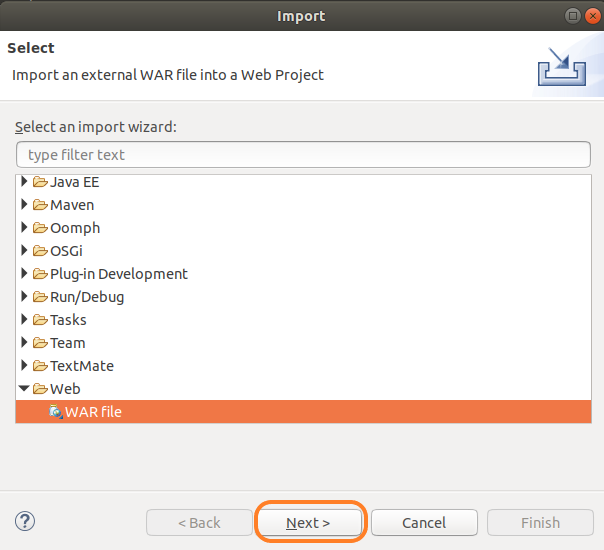 Import
Select
Import an external WAR file into a Web Project
Select an import wizard:
type filter text
Java EE
Maven
Oomph
OSGi
Plug-in Development
Run/Debug
Tasks
Team
TextMate
Web
WAR file
? < Back Next > Cancel Finish